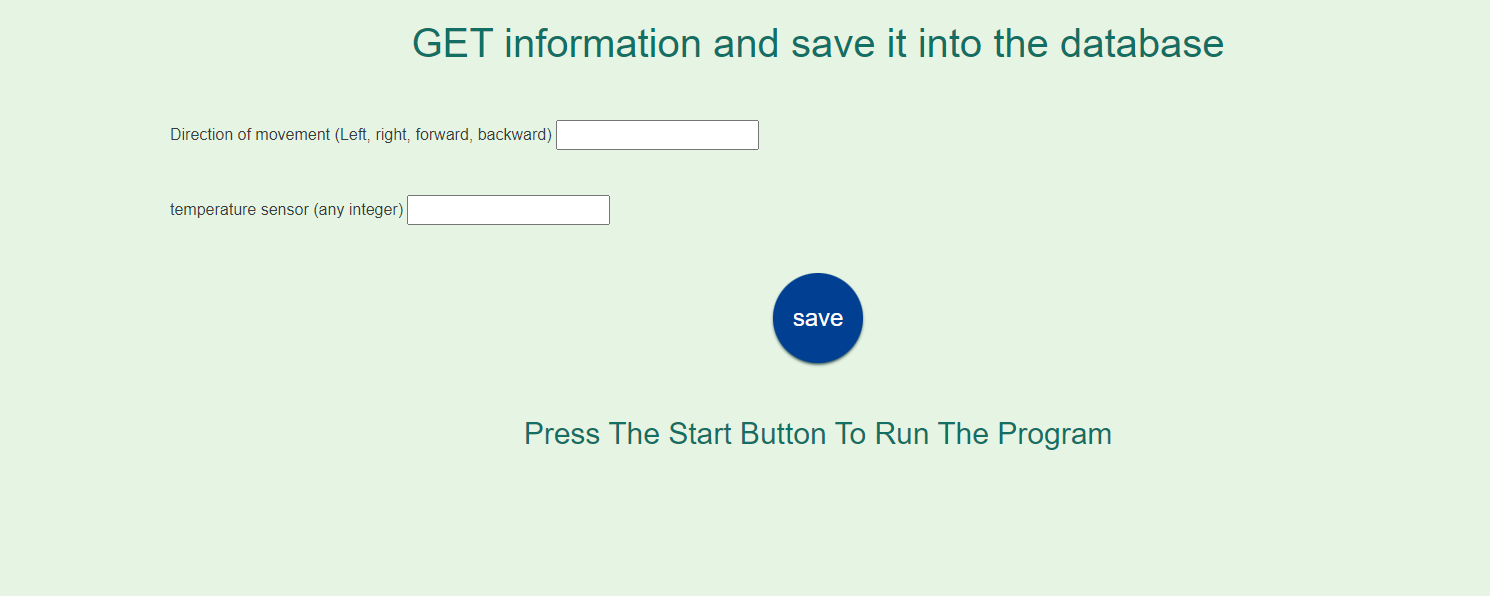 GET information and save it into the database
Direction of movement (Left, right, forward, backward)
temperature sensor (any integer)
save
Press The Start Button To Run The Program